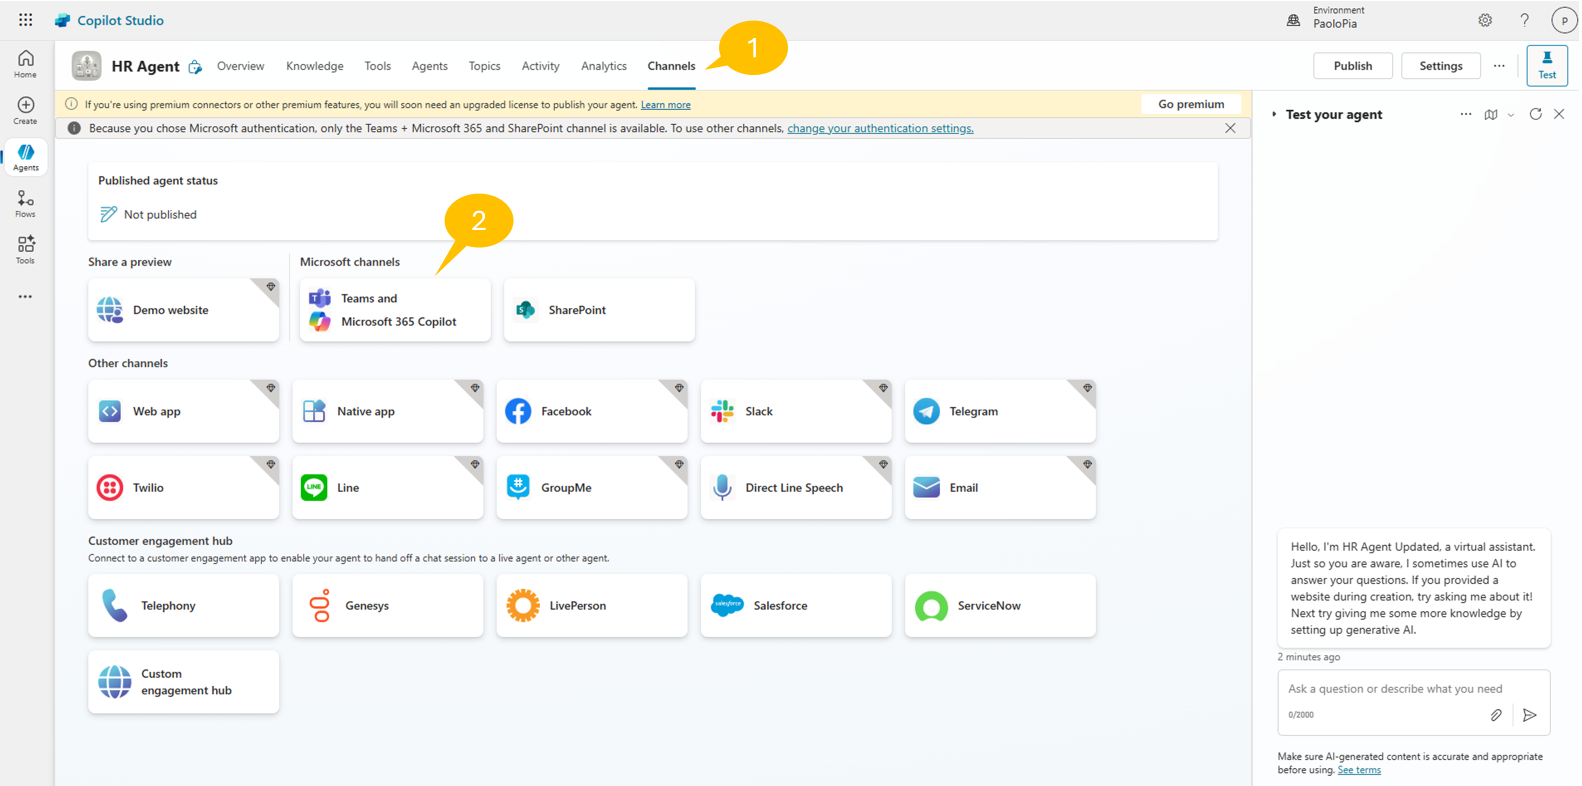 Copilot Studio
Environment
PaoloPia
?
P
1
Home
Create
Agents
Flows
Tools
HR Agent
Overview
Knowledge
Tools
Agents
Topics
Activity
Analytics
Channels
Publish
Settings
Test
If you're using premium connectors or other premium features, you will soon need an upgraded license to publish your agent. Learn more
Go premium
Because you chose Microsoft authentication, only the Teams + Microsoft 365 and SharePoint channel is available. To use other channels, change your authentication settings.
Published agent status
Not published
2
Share a preview
Demo website
Microsoft channels
Teams and
Microsoft 365 Copilot
SharePoint
Other channels
Web app
Native app
Facebook
Slack
Telegram
Twilio
LINE
Line
GroupMe
Direct Line Speech
Email
Customer engagement hub
Connect to a customer engagement app to enable your agent to hand off a chat session to a live agent or other agent.
Telephony
Genesys
LivePerson
salesforce
Salesforce
ServiceNow
Custom
engagement hub
Test your agent
Hello, I'm HR Agent Updated, a virtual assistant.
Just so you are aware, I sometimes use AI to
answer your questions. If you provided a
website during creation, try asking me about it!
Next try giving me some more knowledge by
setting up generative AI.
2 minutes ago
Ask a question or describe what you need
0/2000
Make sure AI-generated content is accurate and appropriate
before using. See terms